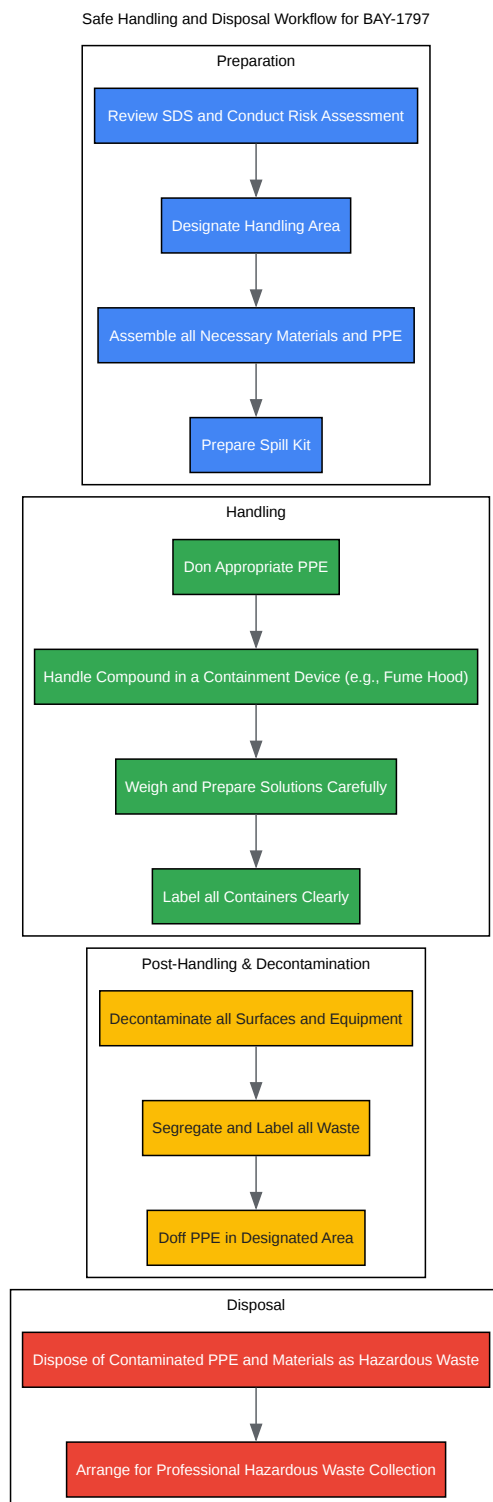 Safe Handling and Disposal Workflow for BAY-1797
Preparation
Review SDS and Conduct Risk Assessment
Designate Handling Area
Assemble all Necessary Materials and PPE
Prepare Spill Kit
Handling
Don Appropriate PPE
Handle Compound in a Containment Device (e.g., Fume Hood)
Weigh and Prepare Solutions Carefully
Label all Containers Clearly
Post-Handling & Decontamination
Decontaminate all Surfaces and Equipment
Segregate and Label all Waste
Doff PPE in Designated Area
Disposal
Dispose of Contaminated PPE and Materials as Hazardous Waste
Arrange for Professional Hazardous Waste Collection